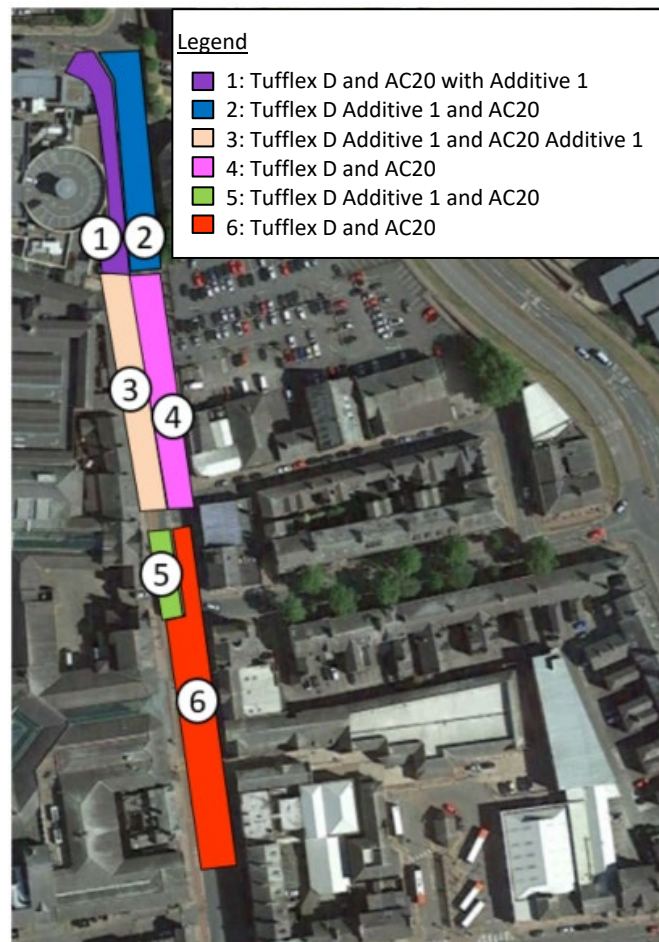 Legend
1: Tufflex D and AC20 with Additive 1
2: Tufflex D Additive 1 and AC20
3: Tufflex D Additive 1 and AC20 Additive 1
4: Tufflex D and AC20
5: Tufflex D Additive 1 and AC20
6: Tufflex D and AC20
1
2
3
4
5
6